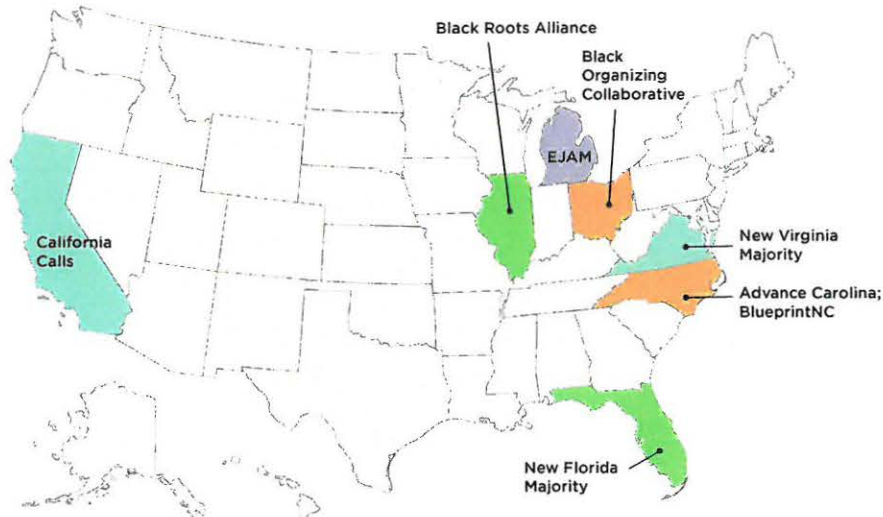 Black Roots Alliance
Black
Organizing
Collaborative
EJAM
California
Calls
New Virginia
Majority
Advance Carolina;
BlueprintNC
New Florida
Majority